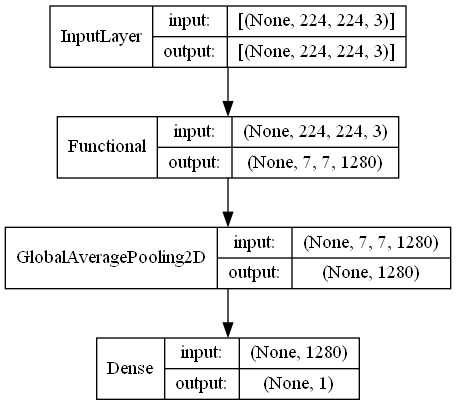 InputLayer
input: [(None, 224, 224, 3)]
output: [(None, 224, 224, 3)]
Functional
input: (None, 224, 224, 3)
output: (None, 7, 7, 1280)
GlobalAveragePooling2D
input: (None, 7, 7, 1280)
output: (None, 1280)
Dense
input: (None, 1280)
output: (None, 1)